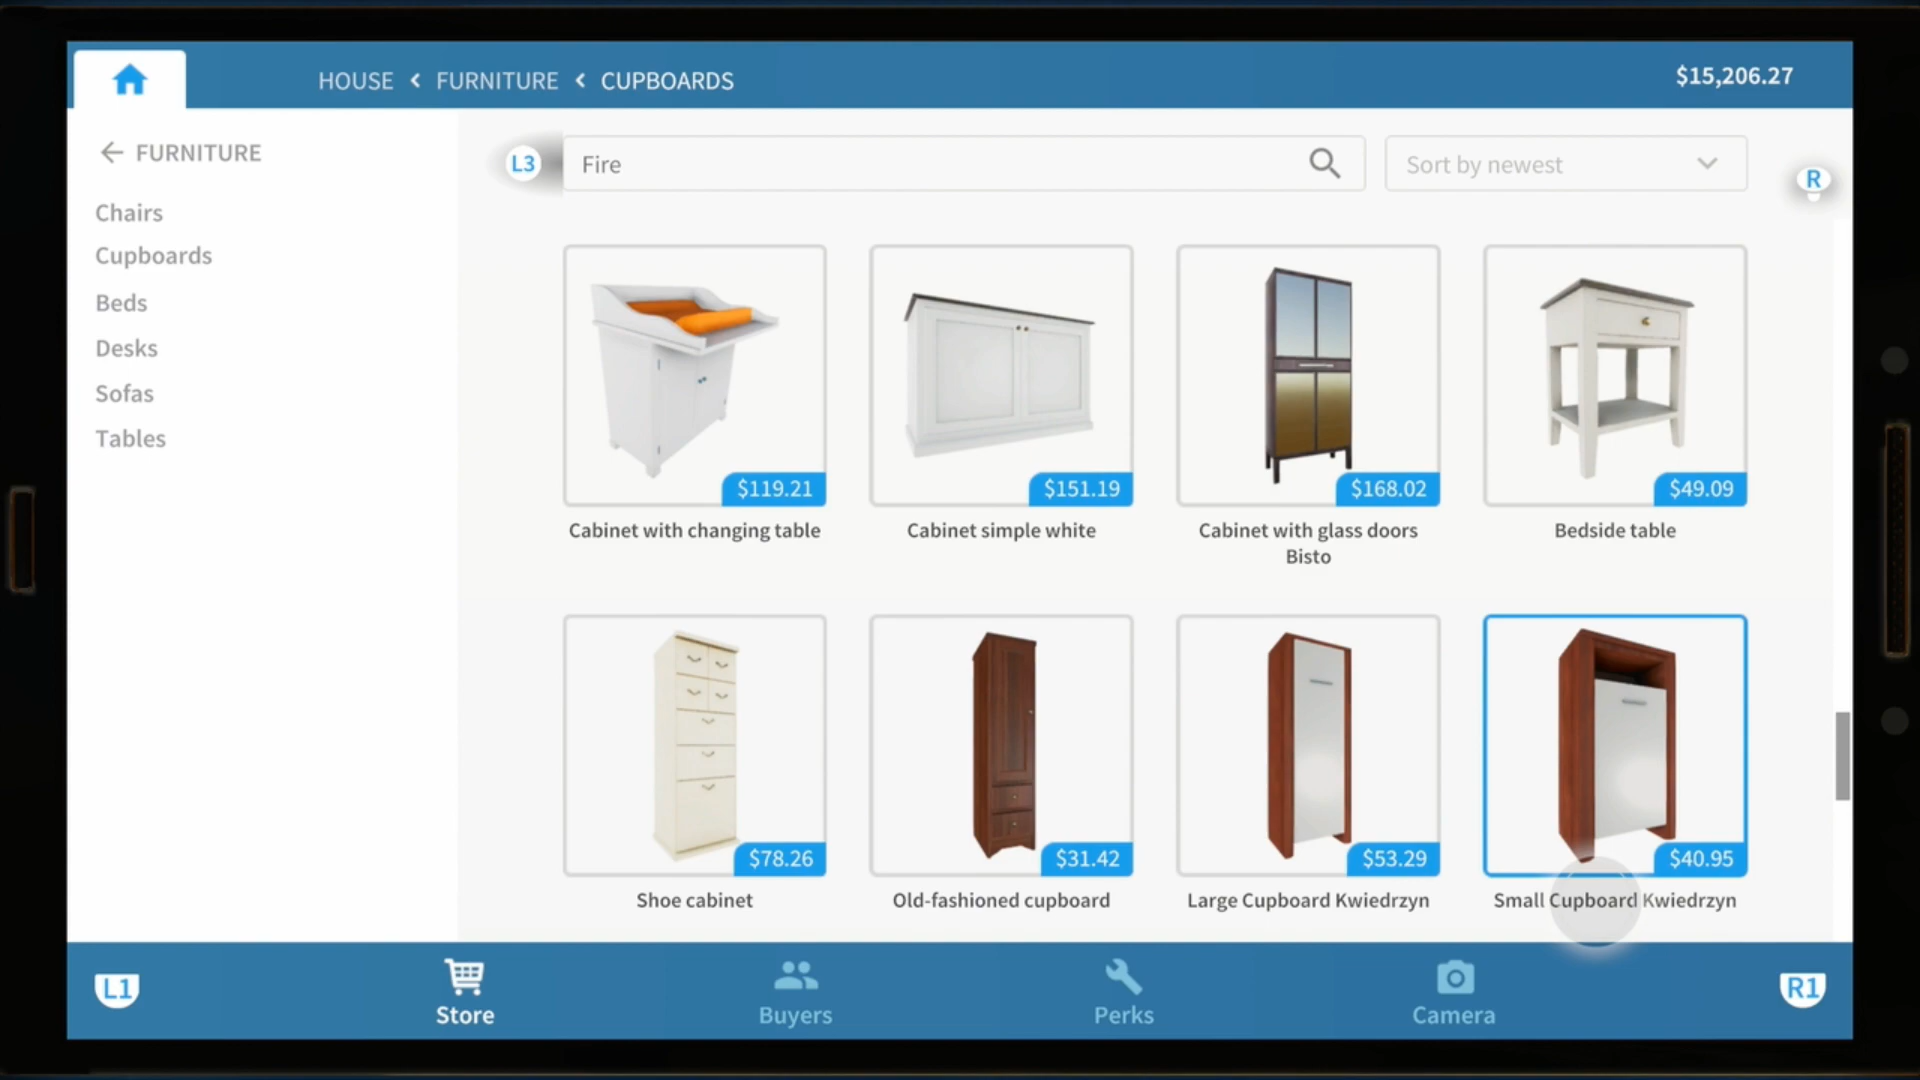 HOUSE < FURNITURE < CUPBOARDS
$15,206.27
FURNITURE
Chairs
Cupboards
Beds
Desks
Sofas
Tables
L3
Fire
Sort by newest
R
$119.21
$151.19
$168.02
$49.09
Cabinet with changing table
Cabinet simple white
Cabinet with glass doors
Bisto
Bedside table
$78.26
$31.42
$53.29
$40.95
Shoe cabinet
Old-fashioned cupboard
Large Cupboard Kwiedrzyn
Small Cupboard Kwiedrzyn
L1
Store
Buyers
Perks
Camera
R1